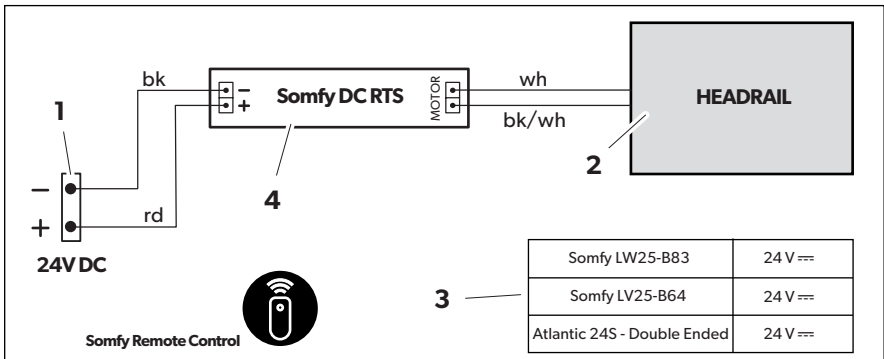 bk
wh
1
Somfy DC RTS
MOTOR
HEADRAIL
− +
bk/wh
2
4
−
rd
+
24V DC
Somfy LW25-B83 24 V ⎓
3
Somfy LV25-B64 24 V ⎓
Atlantic 24S - Double Ended 24 V ⎓
Somfy Remote Control